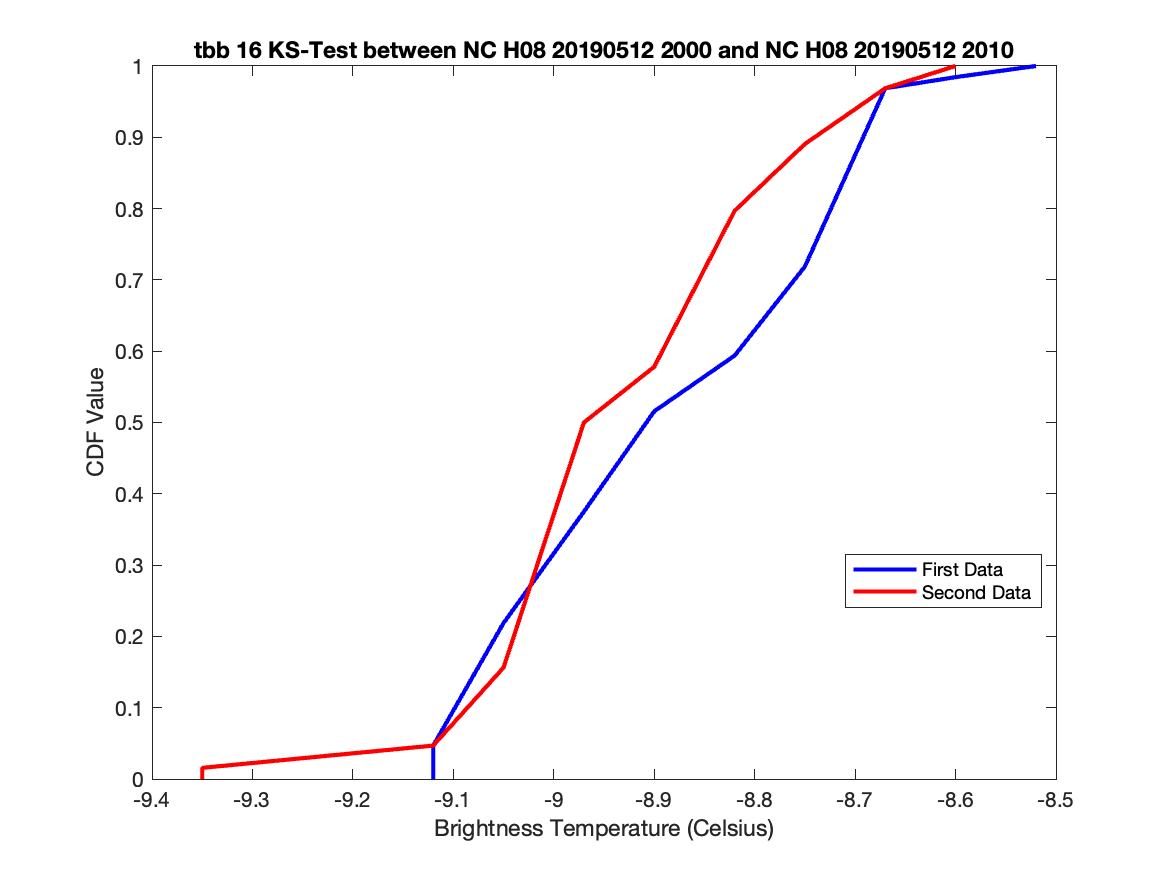 tbb 16 KS-Test between NC H08 20190512 2000 and NC H08 20190512 2010
1
0.9
0.8
0.7
0.6
0.5
0.4
0.3
0.2
0.1
0
CDF Value
First Data
Second Data
-9.4 -9.3 -9.2 -9.1 -9 -8.9 -8.8 -8.7 -8.6 -8.5
Brightness Temperature (Celsius)